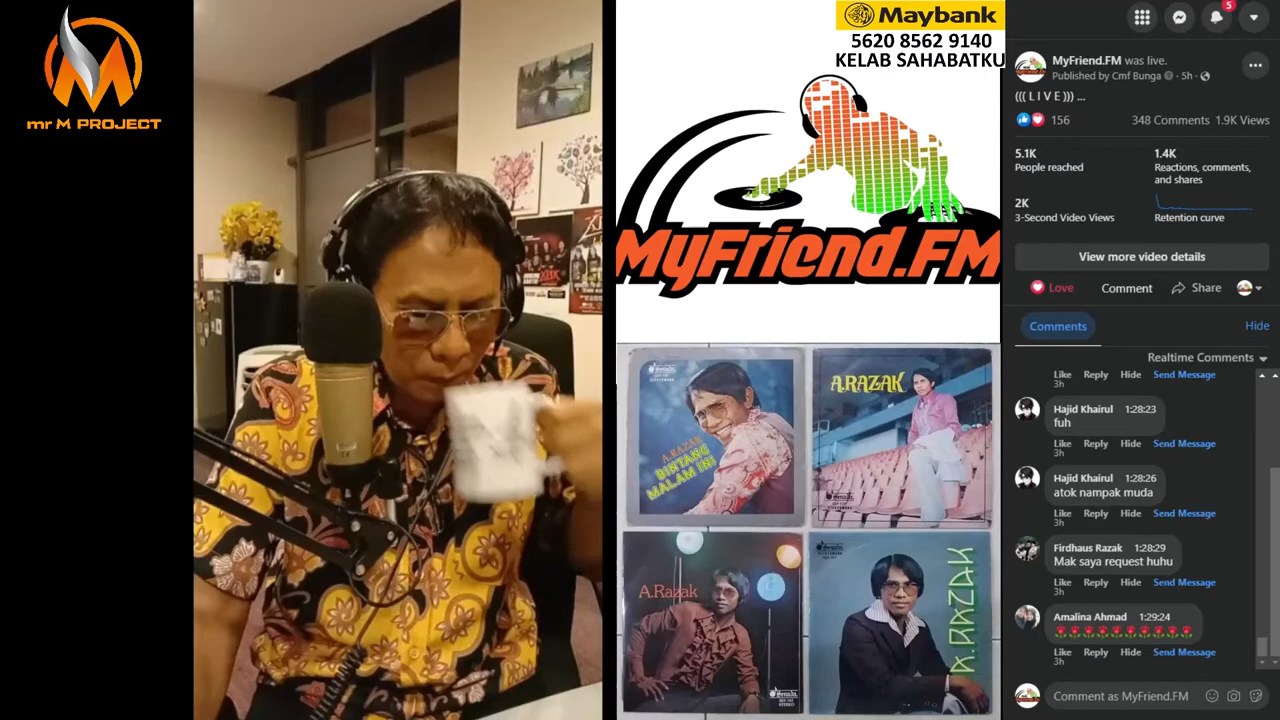 mr M PROJECT
Maybank
5620 8562 9140
KELAB SAHABATKU
MyFriend.FM
A.RAZAK
BINTANG
MALAM INI
A.RAZAK
A.Razak
STEREO
A.RAZAK
5
MyFriend.FM was live.
Published by Cmf Bunga · 5h ·
((( L I V E ))) ...
156
348 Comments 1.9K Views
5.1K
People reached
1.4K
Reactions, comments,
and shares
2K
3-Second Video Views
Retention curve
View more video details
Love Comment Share
Comments
Hide
Realtime Comments
Like Reply Hide Send Message
3h
Hajid Khairul 1:28:23
fuh
Like Reply Hide Send Message
3h
Hajid Khairul 1:28:26
atok nampak muda
Like Reply Hide Send Message
3h
Firdhaus Razak 1:28:29
Mak saya request huhu
Like Reply Hide Send Message
3h
Amalina Ahmad 1:29:24
Like Reply Hide Send Message
3h
Comment as MyFriend.FM